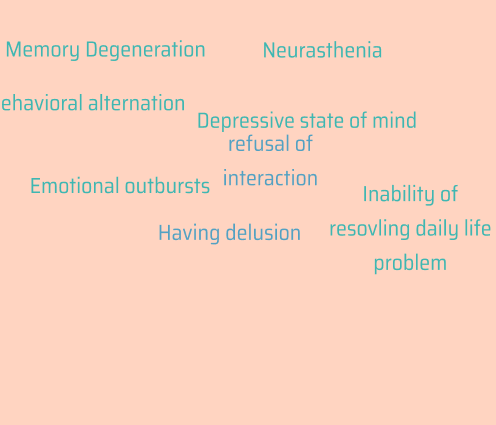 Memory Degeneration
Neurasthenia
ehavioral alternation
Depressive state of mind
refusal of
interaction
Emotional outbursts
Inability of
resovling daily life
problem
Having delusion